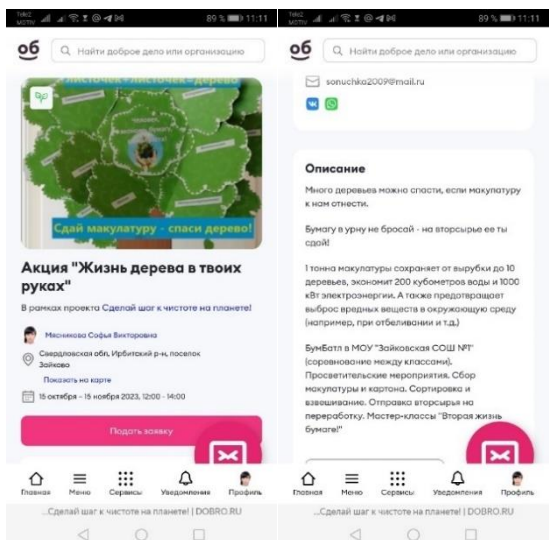 Tele2
MOTIV
89 %
11:11
об
Найти доброе дело или организацию
листочек - листочек - дерево
Сдай макулатуру - спаси дерево!
Акция "Жизнь дерева в твоих
руках"
В рамках проекта Сделай шаг к чистоте на планете!
Мясникова Софья Викторовна
Свердловская обл, Ирбитский р-н, поселок
Зайково
Показать на карте
15 октября – 15 ноября 2023, 12:00 - 14:00
Подать заявку
Главная
Меню
Сервисы
Уведомления
Профиль
...Сделай шаг к чистоте на планете! | DOBRO.RU
Tele2
MOTIV
89 %
11:11
об
Найти доброе дело или организацию
sonuchka2009@mail.ru
Описание
Много деревьев можно спасти, если макулатуру
к нам отнести.
Бумагу в урну не бросай - на вторсырье ее ты
сдай!
1 тонна макулатуры сохраняет от вырубки до 10
деревьев, экономит 200 кубометров воды и 1000
кВт электроэнергии. А также предотвращает
выброс вредных веществ в окружающую среду
(например, при отбеливании и т.д.)
БумБатл в МОУ "Зайковская СОШ №1"
(соревнование между классами).
Просветительские мероприятия. Сбор
макулатуры и картона. Сортировка и
взвешивание. Отправка вторсырья на
переработку. Мастер-классы "Вторая жизнь
бумаге!"
Главная
Меню
Сервисы
Уведомления
Профиль
...Сделай шаг к чистоте на планете! | DOBRO.RU